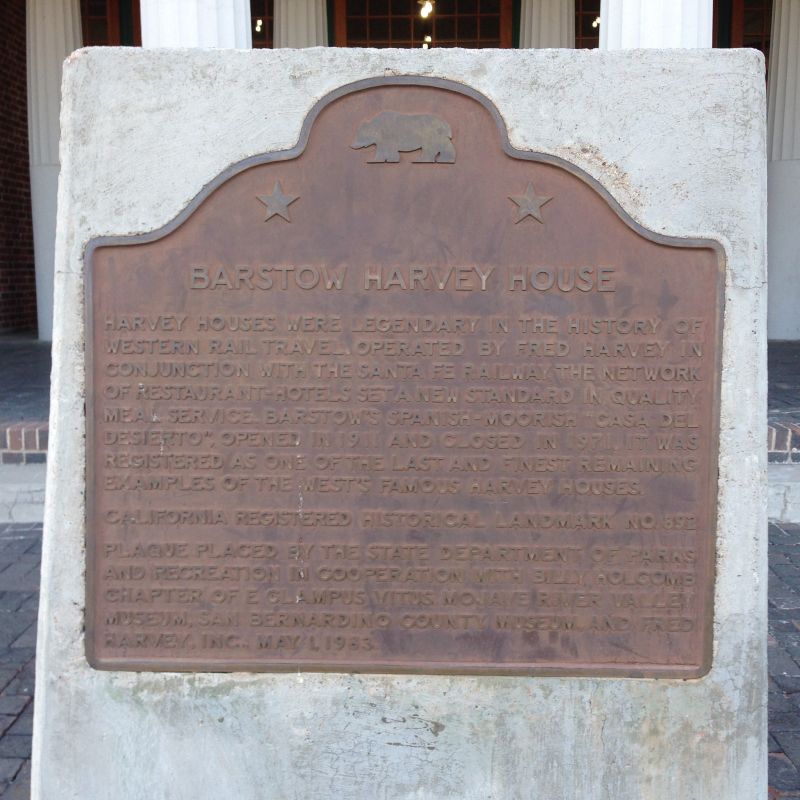 BARSTOW HARVEY HOUSE
HARVEY HOUSES WERE LEGENDARY IN THE HISTORY OF
WESTERN RAIL TRAVEL. OPERATED BY FRED HARVEY IN
CONJUNCTION WITH THE SANTA FE RAILWAY, THE NETWORK
OF RESTAURANT-HOTELS SET A NEW STANDARD IN QUALITY
MEAL SERVICE. BARSTOW'S SPANISH-MOORISH "CASA DEL
DESIERTO", OPENED IN 1911 AND CLOSED IN 1971. IT WAS
REGISTERED AS ONE OF THE LAST AND FINEST REMAINING
EXAMPLES OF THE WEST'S FAMOUS HARVEY HOUSES.
CALIFORNIA REGISTERED HISTORICAL LANDMARK NO. 892
PLAQUE PLACED BY THE STATE DEPARTMENT OF PARKS
AND RECREATION IN COOPERATION WITH BILLY HOLCOMB
CHAPTER OF E CLAMPUS VITUS MOJAVE RIVER VALLEY
MUSEUM, SAN BERNARDINO COUNTY MUSEUM, AND FRED
HARVEY, INC., MAY 1, 1983.